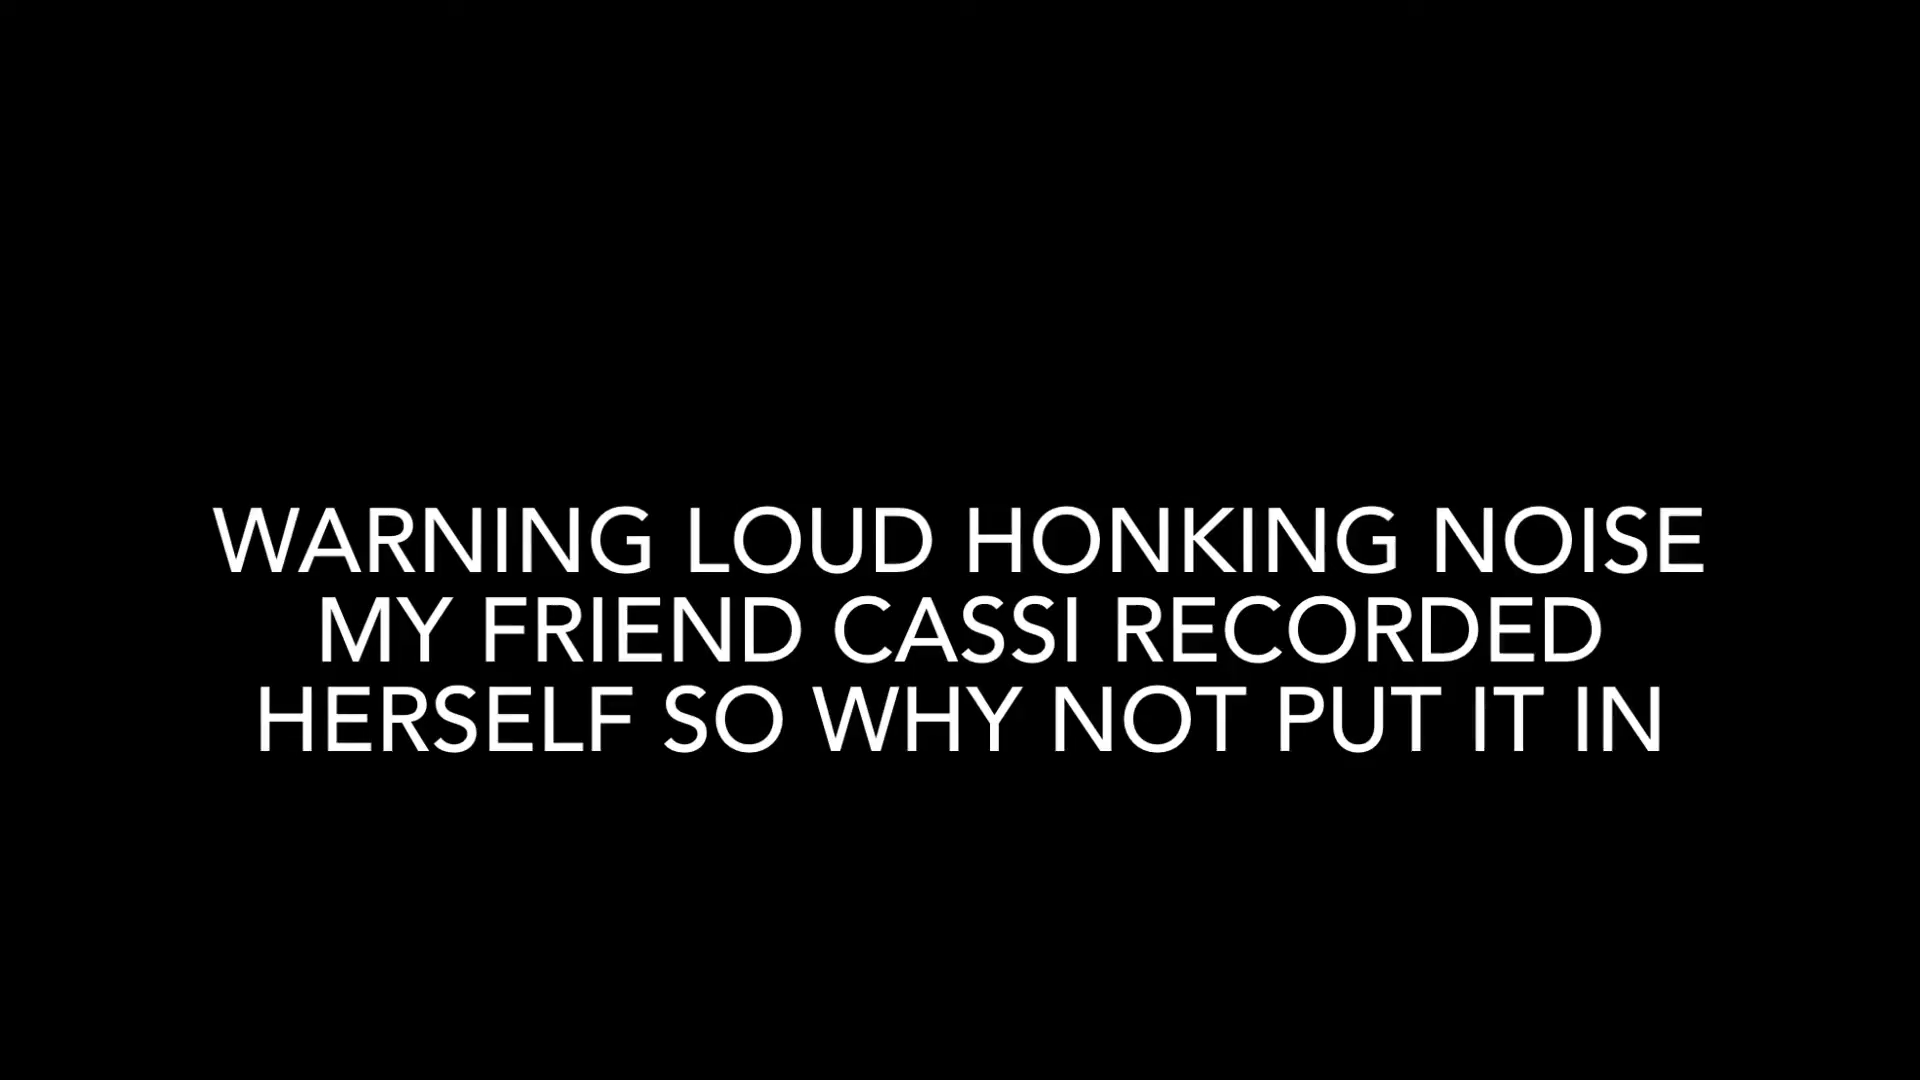 WARNING LOUD HONKING NOISE
MY FRIEND CASSI RECORDED
HERSELF SO WHY NOT PUT IT IN